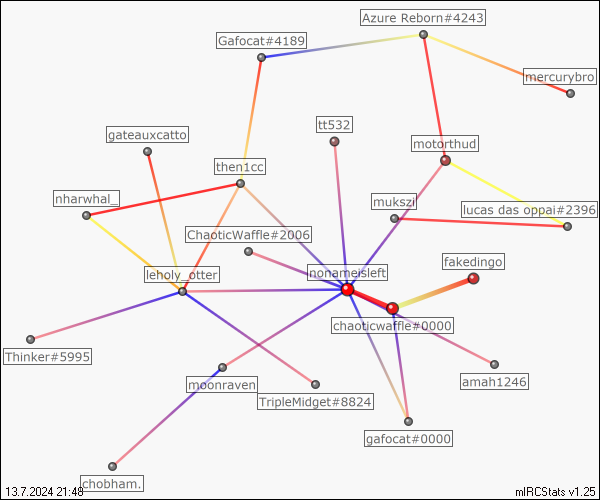 Azure Reborn#4243
Gafocat#4189
mercurybro
tt532
gateauxcatto
motorthud
then1cc
nharwhal_
mukszi
lucas das oppai#2396
ChaoticWaffle#2006
fakedingo
leholy_otter
nonameisleft
chaoticwaffle#0000
Thinker#5995
moonraven
amah1246
TripleMidget#8824
gafocat#0000
chobham.
13.7.2024 21:48
mIRCStats v1.25